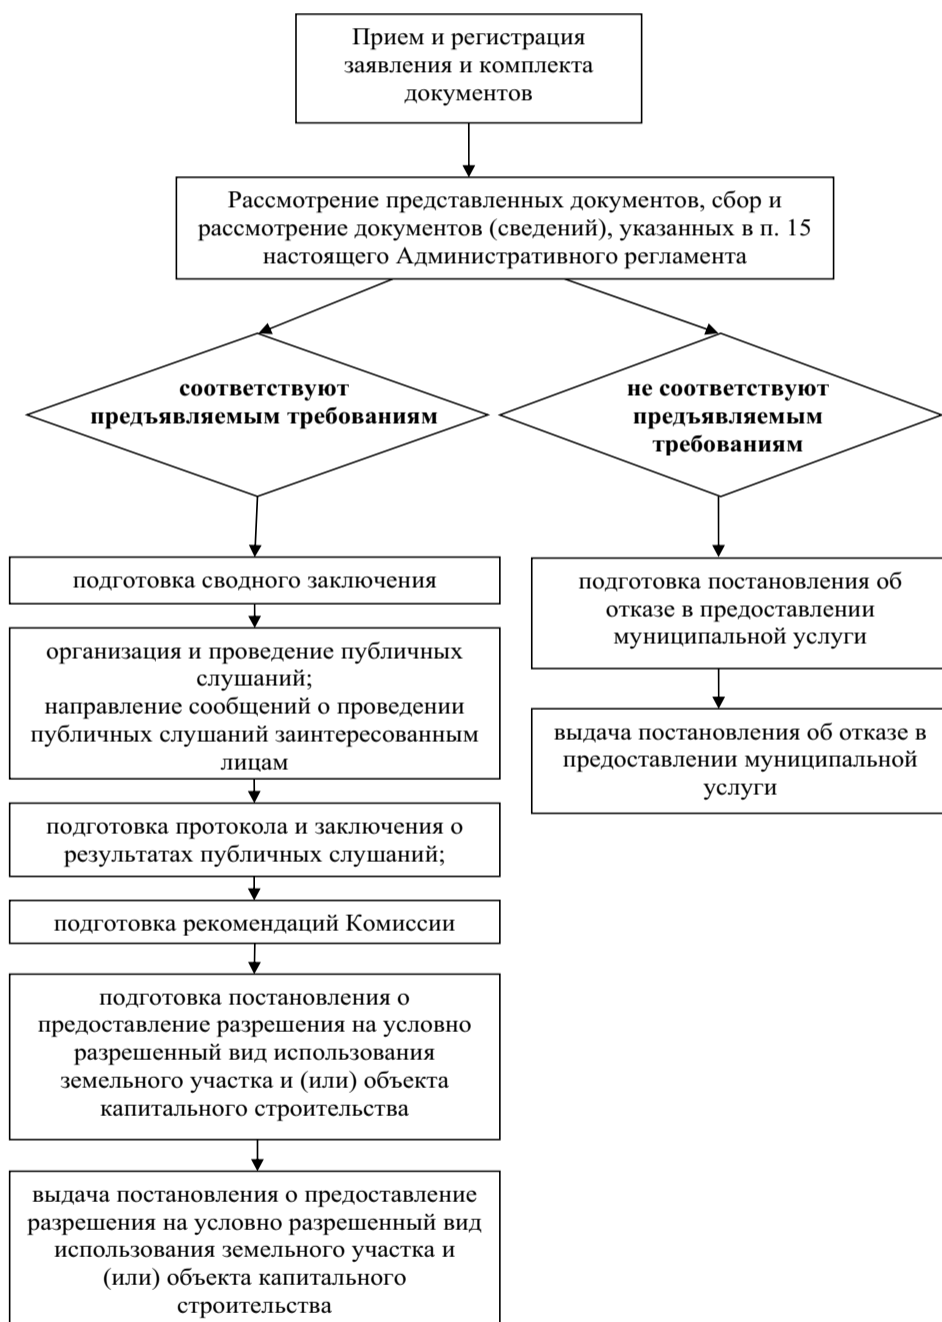 Прием и регистрация
заявления и комплекта
документов
Рассмотрение представленных документов, сбор и
рассмотрение документов (сведений), указанных в п. 15
настоящего Административного регламента
соответствуют
предъявляемым требованиям
не соответствуют
предъявляемым
требованиям
подготовка сводного заключения
организация и проведение публичных
слушаний;
направление сообщений о проведении
публичных слушаний заинтересованным
лицам
подготовка протокола и заключения о
результатах публичных слушаний;
подготовка рекомендаций Комиссии
подготовка постановления о
предоставление разрешения на условно
разрешенный вид использования
земельного участка и (или) объекта
капитального строительства
выдача постановления о предоставление
разрешения на условно разрешенный вид
использования земельного участка и
(или) объекта капитального
строительства
подготовка постановления об
отказе в предоставлении
муниципальной услуги
выдача постановления об отказе в
предоставлении муниципальной
услуги